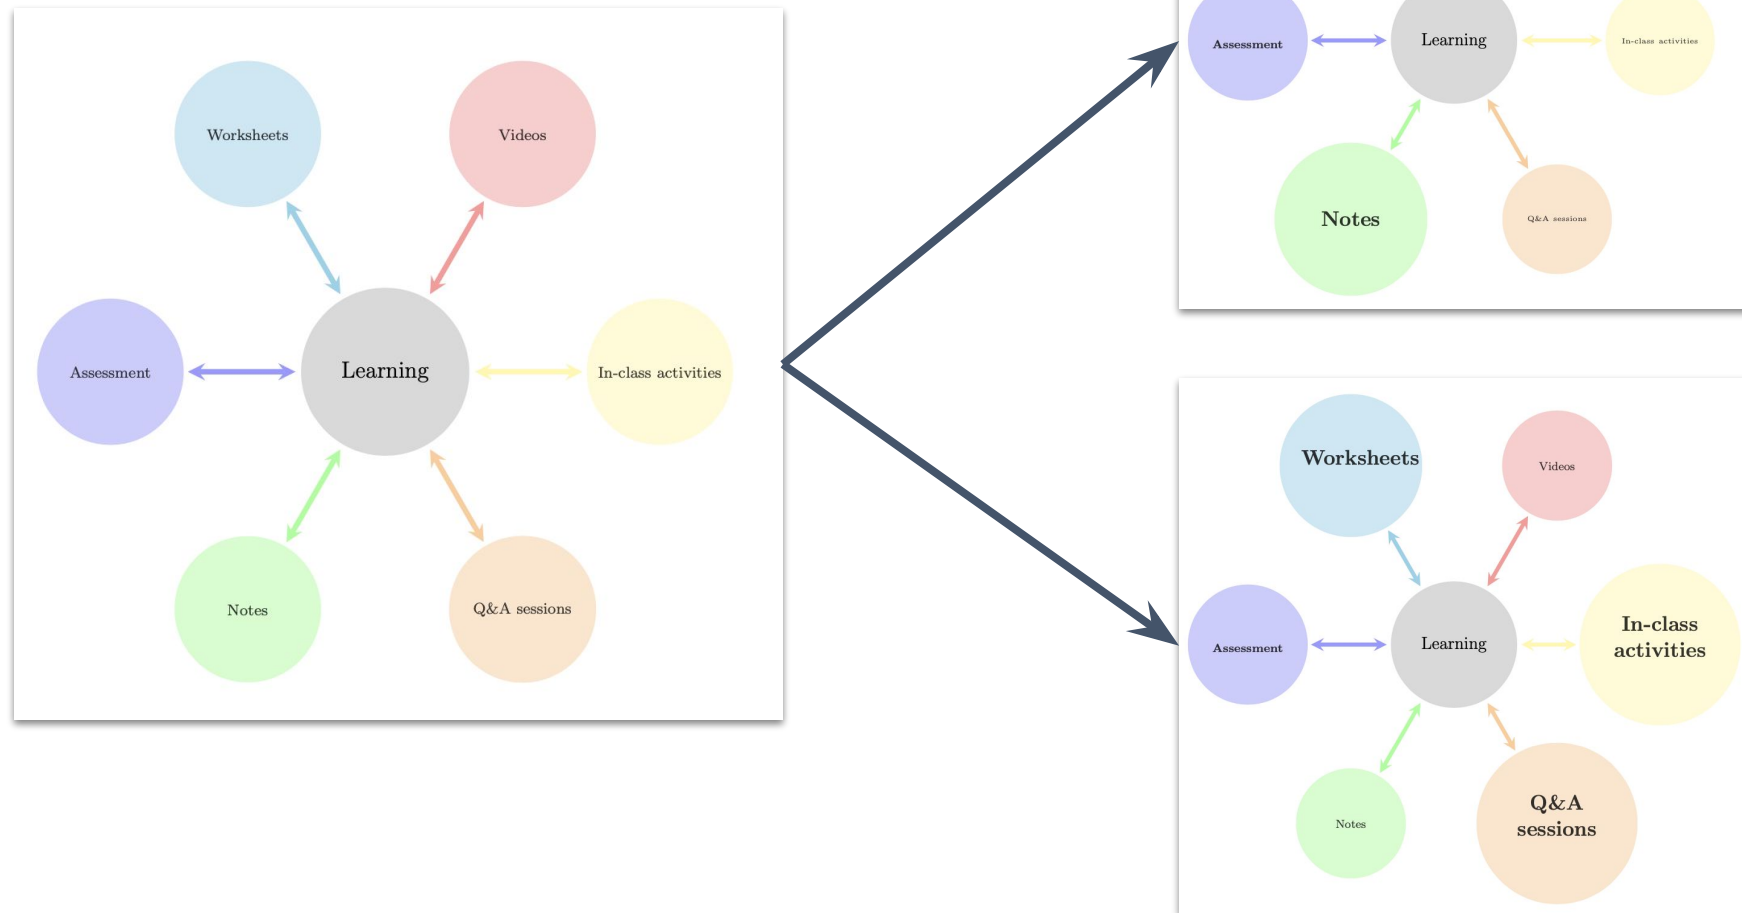 Worksheets
Videos
Assessment
Learning
In-class activities
Notes
Q&A sessions
Assessment
Learning
In-class activities
Notes
Q&A sessions
Worksheets
Videos
Assessment
Learning
In-class
activities
Notes
Q&A
sessions